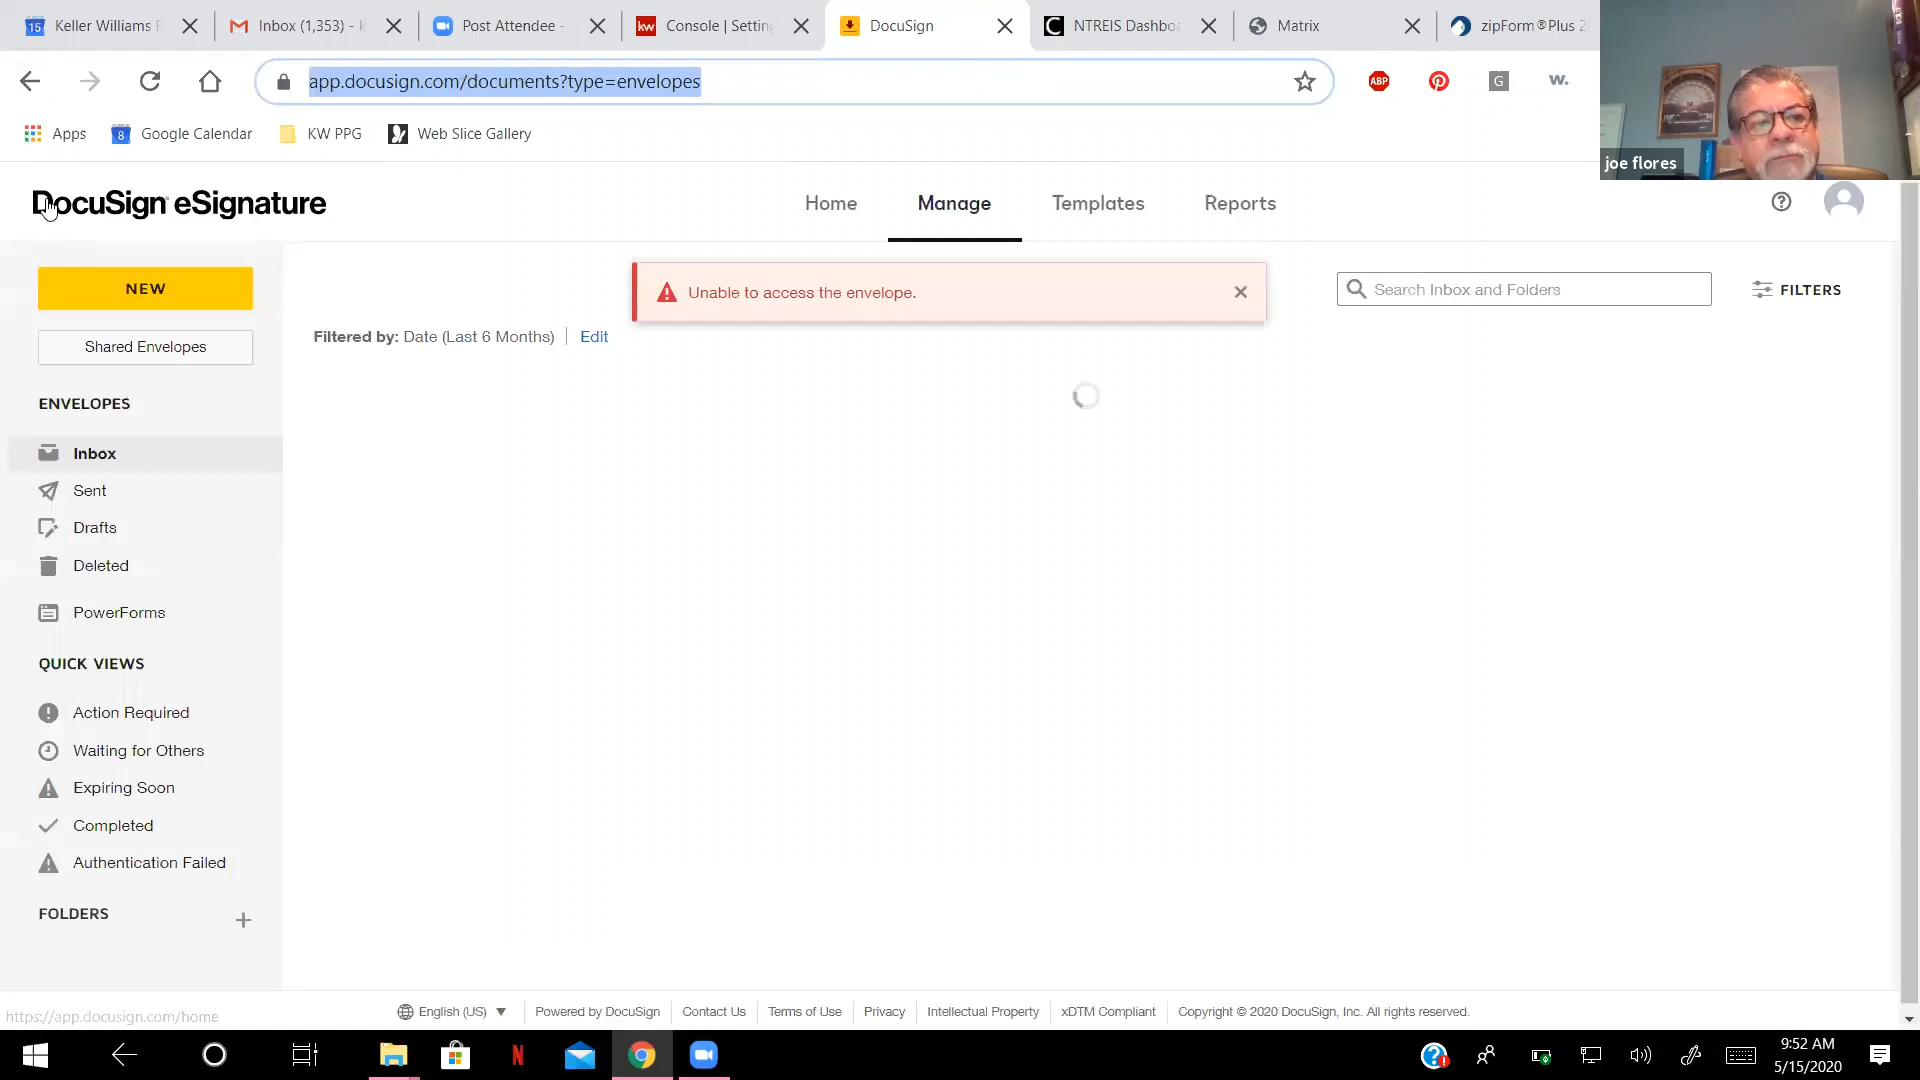 15 Keller Williams R
Inbox (1,353) - k
Post Attendee -
kw Console | Setting
DocuSign
NTREIS Dashbo
Matrix
zipForm®Plus 2
app.docusign.com/documents?type=envelopes
ABP
G
w.
Apps
8 Google Calendar
KW PPG
Web Slice Gallery
joe flores
DocuSign eSignature
Home
Manage
Templates
Reports
NEW
Unable to access the envelope.
Search Inbox and Folders
FILTERS
Shared Envelopes
Filtered by: Date (Last 6 Months) | Edit
ENVELOPES
Inbox
Sent
Drafts
Deleted
PowerForms
QUICK VIEWS
Action Required
Waiting for Others
Expiring Soon
Completed
Authentication Failed
FOLDERS
https://app.docusign.com/home
English (US)
Powered by DocuSign
Contact Us
Terms of Use
Privacy
Intellectual Property
xDTM Compliant
Copyright © 2020 DocuSign, Inc. All rights reserved.
N
9:52 AM
5/15/2020